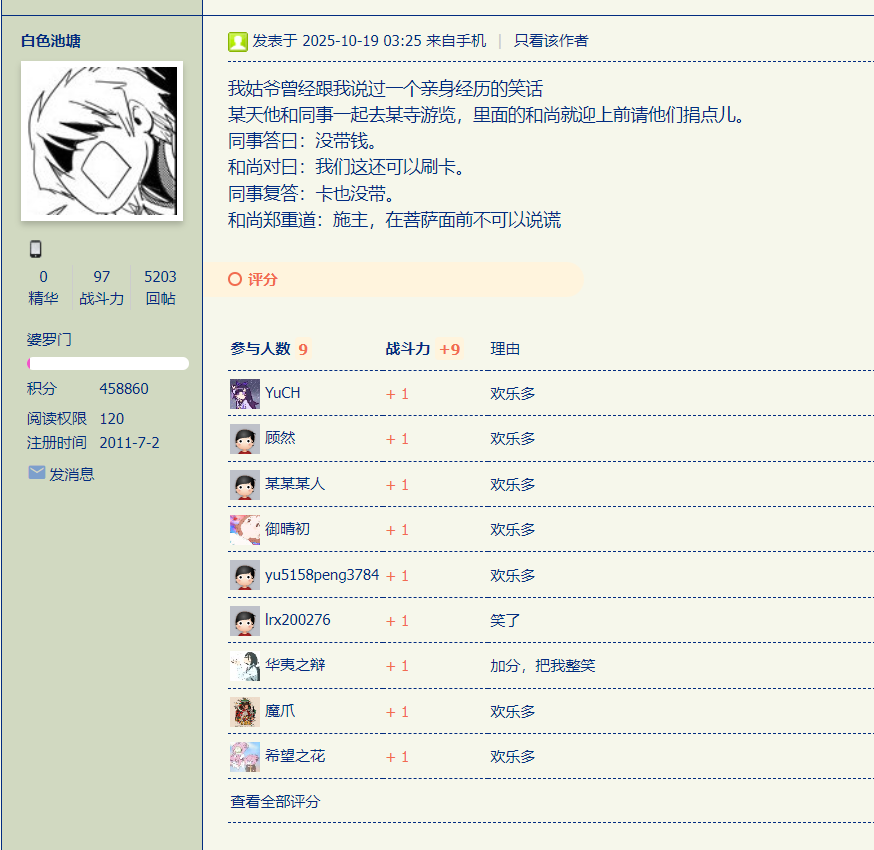 白色池塘
发表于 2025-10-19 03:25 来自手机 | 只看该作者
我姑爷曾经跟我说过一个亲身经历的笑话
某天他和同事一起去某寺游览，里面的和尚就迎上前请他们捐点儿。
同事答曰：没带钱。
和尚对曰：我们这还可以刷卡。
同事复答：卡也没带。
和尚郑重道：施主，在菩萨面前不可以说谎
0 97 5203
精华 战斗力 回帖
婆罗门
积分 458860
阅读权限 120
注册时间 2011-7-2
发消息
评分
参与人数 9 战斗力 +9 理由
YuCH + 1 欢乐多
顾然 + 1 欢乐多
某某某人 + 1 欢乐多
御晴初 + 1 欢乐多
yu5158peng3784 + 1 欢乐多
lrx200276 + 1 笑了
华夷之辩 + 1 加分，把我整笑
魔爪 + 1 欢乐多
希望之花 + 1 欢乐多
查看全部评分